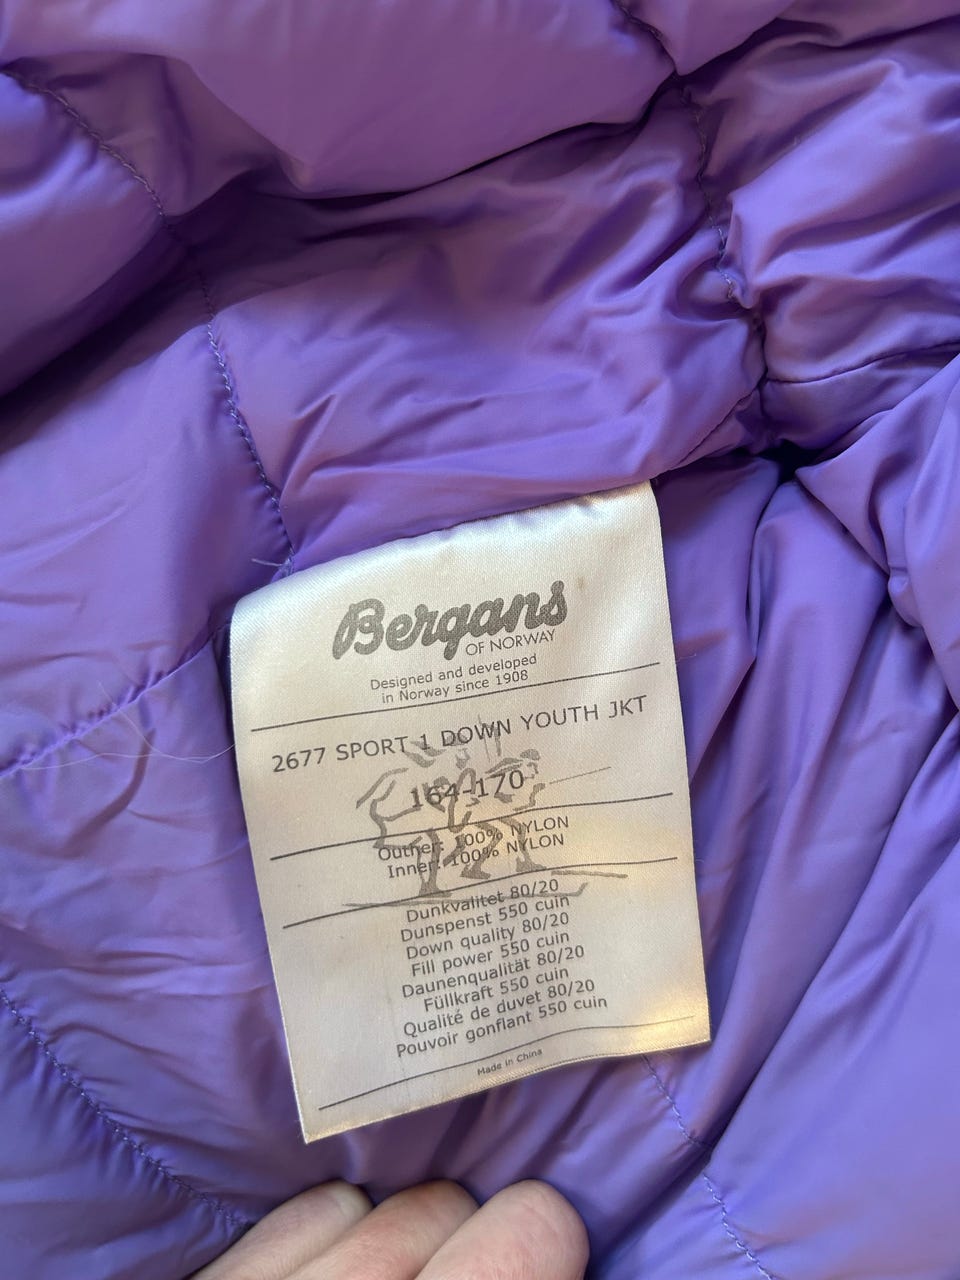 Bergans
OF NORWAY
Designed and developed
in Norway since 1908
2677 SPORT 1 DOWN YOUTH JKT
164-170
Outher: 100% NYLON
Inner: 100% NYLON
Dunkvalitet 80/20
Dunspenst 550 cuin
Down quality 80/20
Fill power 550 cuin
Daunenqualität 80/20
Füllkraft 550 cuin
Qualité de duvet 80/20
Pouvoir gonflant 550 cuin
Made in China